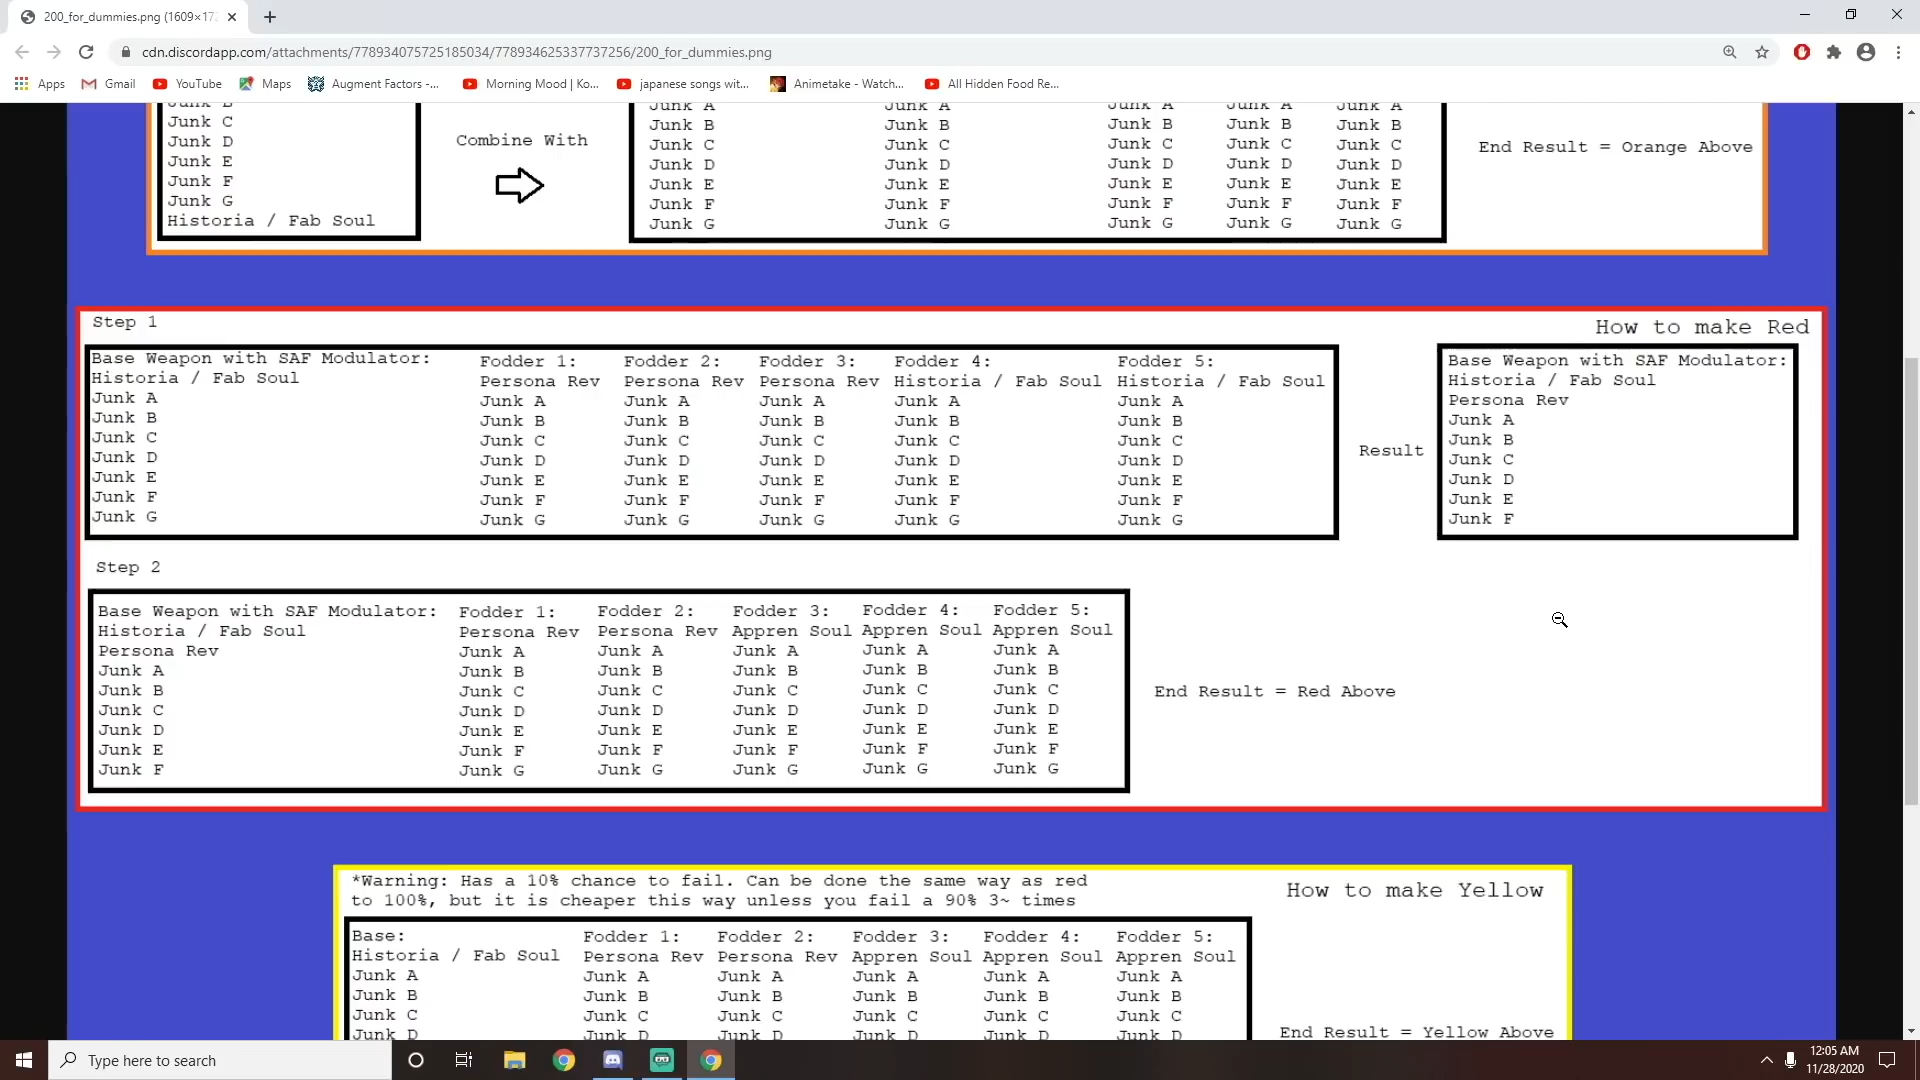 200_for_dummies.png (1609×17
cdn.discordapp.com/attachments/778934075725185034/778934625337737256/200_for_dummies.png
Apps Gmail YouTube Maps Augment Factors -... Morning Mood | Ko... japanese songs wit... Animetake - Watch... All Hidden Food Re...
Junk C
Junk D
Junk E
Junk F
Junk G
Historia / Fab Soul
Combine With
Junk A Junk A Junk A Junk A Junk A
Junk B Junk B Junk B Junk B Junk B
Junk C Junk C Junk C Junk C Junk C
Junk D Junk D Junk D Junk D Junk D
Junk E Junk E Junk E Junk E Junk E
Junk F Junk F Junk F Junk F Junk F
Junk G Junk G Junk G Junk G Junk G
End Result = Orange Above
Step 1
How to make Red
Base Weapon with SAF Modulator:
Historia / Fab Soul
Junk A
Junk B
Junk C
Junk D
Junk E
Junk F
Junk G
Fodder 1: Fodder 2: Fodder 3: Fodder 4: Fodder 5:
Persona Rev Persona Rev Persona Rev Historia / Fab Soul Historia / Fab Soul
Junk A Junk A Junk A Junk A Junk A
Junk B Junk B Junk B Junk B Junk B
Junk C Junk C Junk C Junk C Junk C
Junk D Junk D Junk D Junk D Junk D
Junk E Junk E Junk E Junk E Junk E
Junk F Junk F Junk F Junk F Junk F
Junk G Junk G Junk G Junk G Junk G
Result
Base Weapon with SAF Modulator:
Historia / Fab Soul
Persona Rev
Junk A
Junk B
Junk C
Junk D
Junk E
Junk F
Step 2
Base Weapon with SAF Modulator:
Historia / Fab Soul
Persona Rev
Junk A
Junk B
Junk C
Junk D
Junk E
Junk F
Fodder 1: Fodder 2: Fodder 3: Fodder 4: Fodder 5:
Persona Rev Persona Rev Appren Soul Appren Soul Appren Soul
Junk A Junk A Junk A Junk A Junk A
Junk B Junk B Junk B Junk B Junk B
Junk C Junk C Junk C Junk C Junk C
Junk D Junk D Junk D Junk D Junk D
Junk E Junk E Junk E Junk E Junk E
Junk F Junk F Junk F Junk F Junk F
Junk G Junk G Junk G Junk G Junk G
End Result = Red Above
*Warning: Has a 10% chance to fail. Can be done the same way as red
to 100%, but it is cheaper this way unless you fail a 90% 3~ times
How to make Yellow
Base:
Historia / Fab Soul
Junk A
Junk B
Junk C
Junk D
Fodder 1: Fodder 2: Fodder 3: Fodder 4: Fodder 5:
Persona Rev Persona Rev Appren Soul Appren Soul Appren Soul
Junk A Junk A Junk A Junk A Junk A
Junk B Junk B Junk B Junk B Junk B
Junk C Junk C Junk C Junk C Junk C
Junk D Junk D Junk D Junk D Junk D
End Result = Yellow Above
Type here to search
12:05 AM
11/28/2020